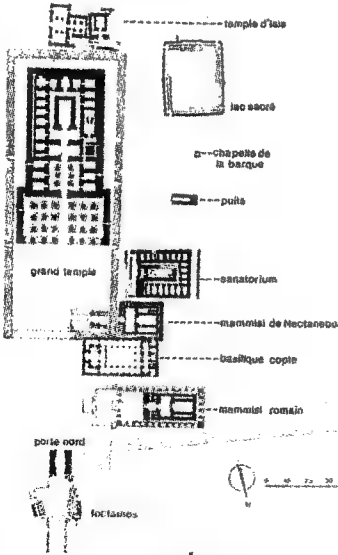 temple d'Isis
lac sacré
chapelle de
la barque
puits
grand temple
sanatorium
mammisi de Nectanebo
basilique copte
mammisi romain
porte nord
fontaines